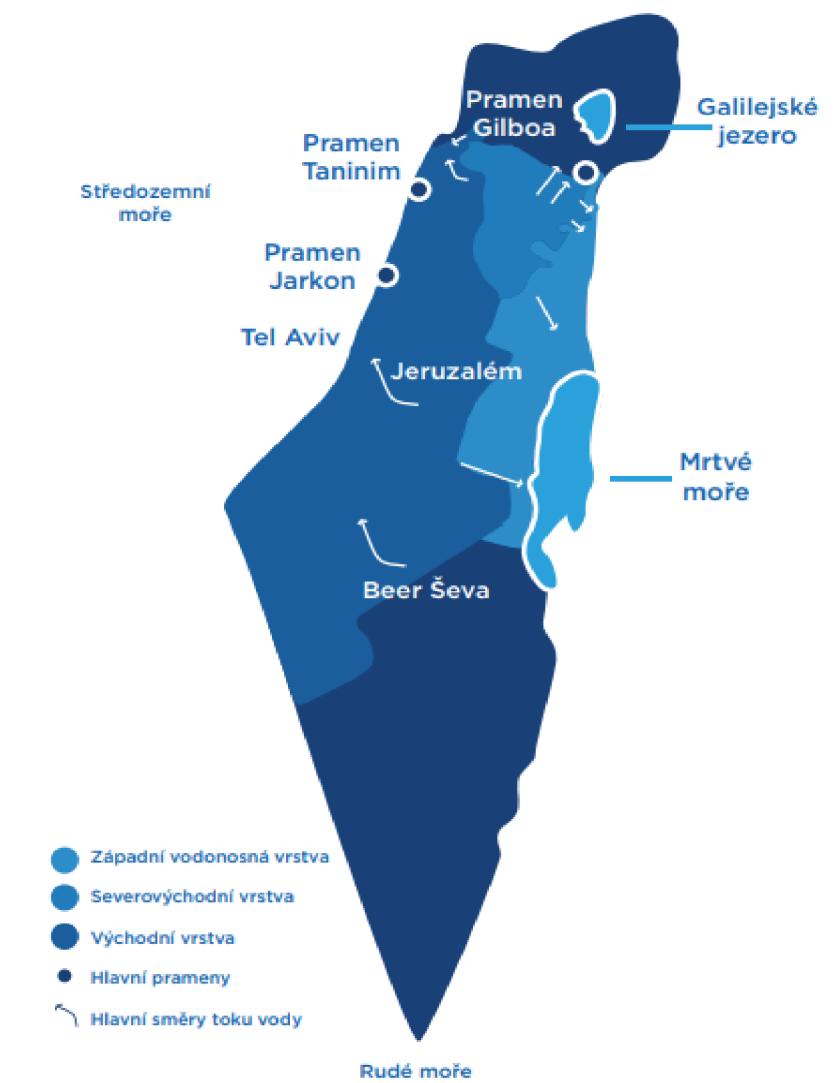 Pramen
Gilboa
Galilejské
jezero
Pramen
Taninim
Středozemní
moře
Pramen
Jarkon
Tel Aviv
Jeruzalém
Mrtvé
moře
Beer Ševa
Západní vodonosná vrstva
Severovýchodní vrstva
Východní vrstva
Hlavní prameny
Hlavní směry toku vody
Rudé moře